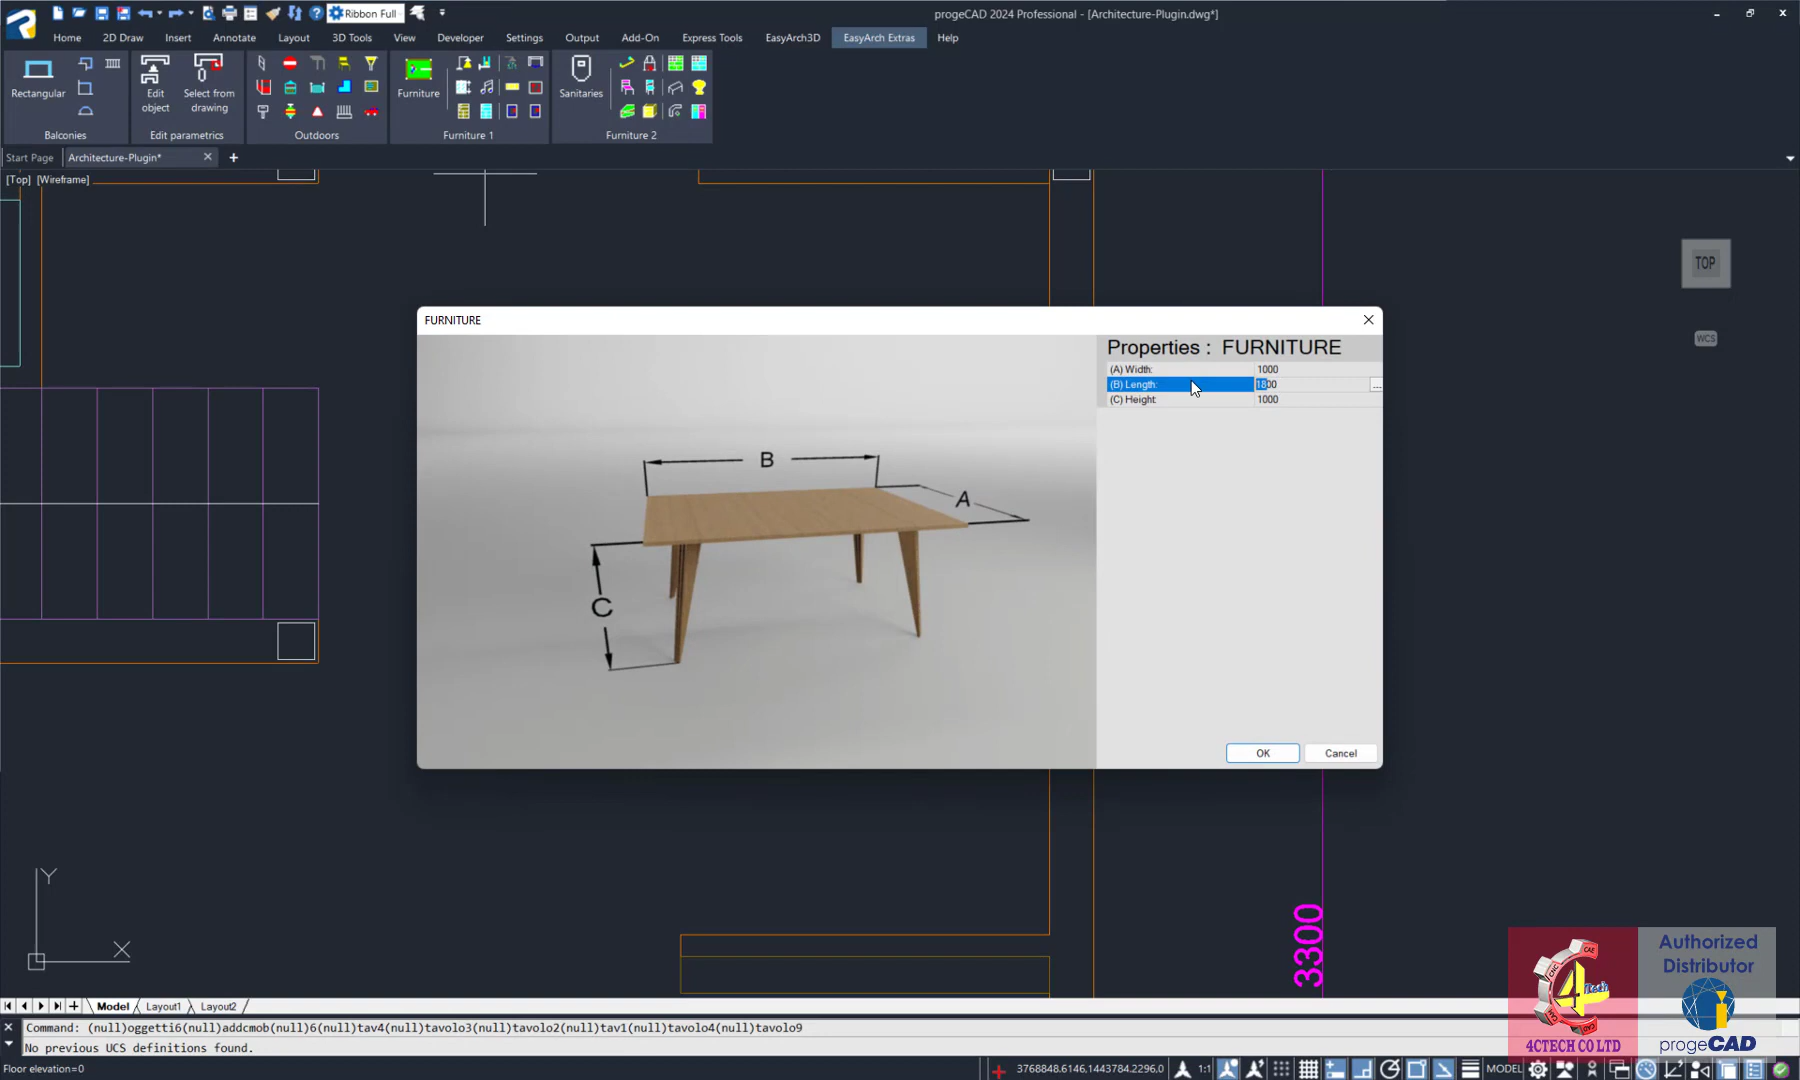 Ribbon Full
progeCAD 2024 Professional - [Architecture-Plugin.dwg*]
Home 2D Draw Insert Annotate Layout 3D Tools View Developer Settings Output Add-On Express Tools EasyArch3D EasyArch Extras Help
Rectangular
Edit object
Select from drawing
Furniture
Sanitaries
Balconies Edit parametrics Outdoors Furniture 1 Furniture 2
Start Page Architecture-Plugin*
[Top] [Wireframe]
TOP
WCS
FURNITURE
Properties : FURNITURE
(A) Width: 1000
(B) Length: 1800 ...
(C) Height: 1000
B
A
C
OK Cancel
3300
Y
X
Model Layout1 Layout2
Command: (null)oggetti6(null)addcmob(null)6(null)tav4(null)tavolo3(null)tavolo2(null)tav1(null)tavolo4(null)tavolo9
No previous UCS definitions found.
Floor elevation=0
3768848.6146,1443784.2296,0
1:1
MODEL
CNC
CAE
4
Tech
4CTECH CO LTD
Authorized
Distributor
progeCAD